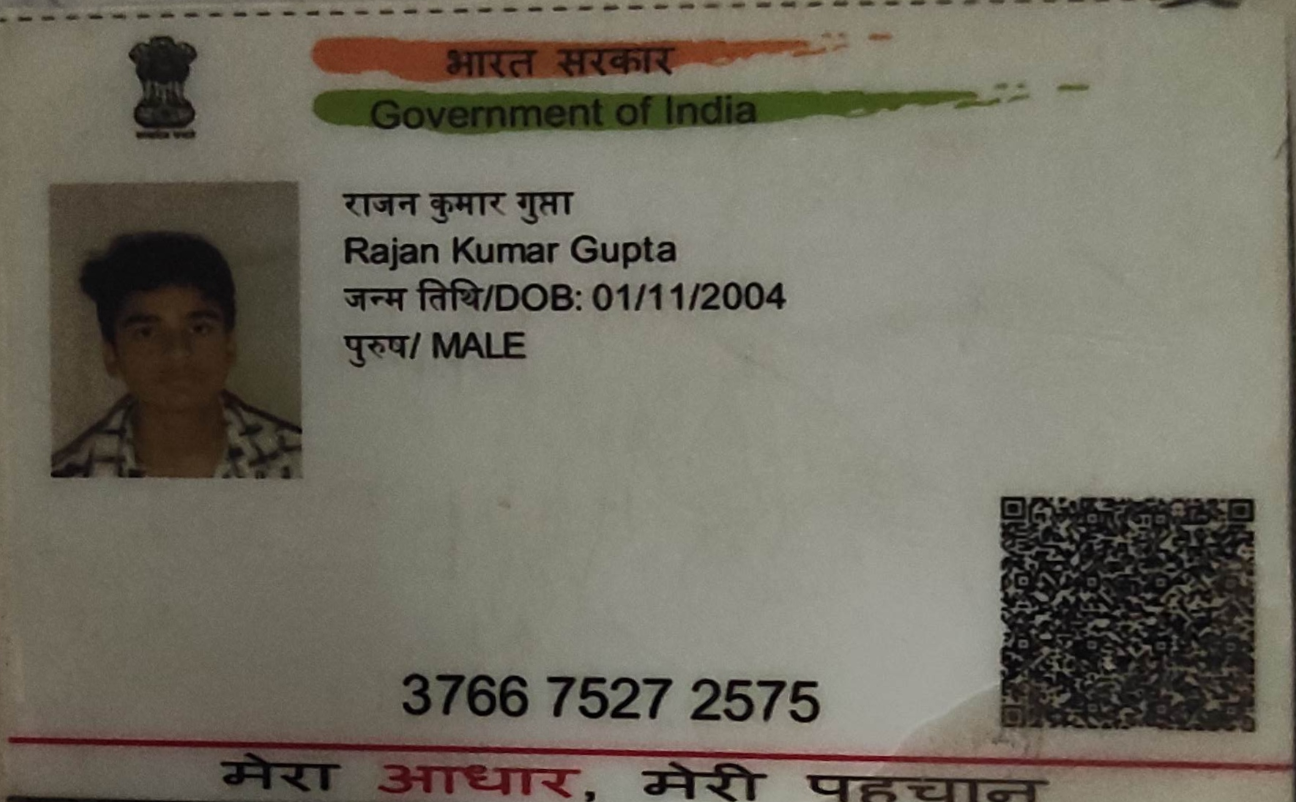 भारत सरकार
Government of India
राजन कुमार गुप्ता
Rajan Kumar Gupta
जन्म तिथि/DOB: 01/11/2004
पुरुष/ MALE
3766 7527 2575
मेरा आधार, मेरी पहचान